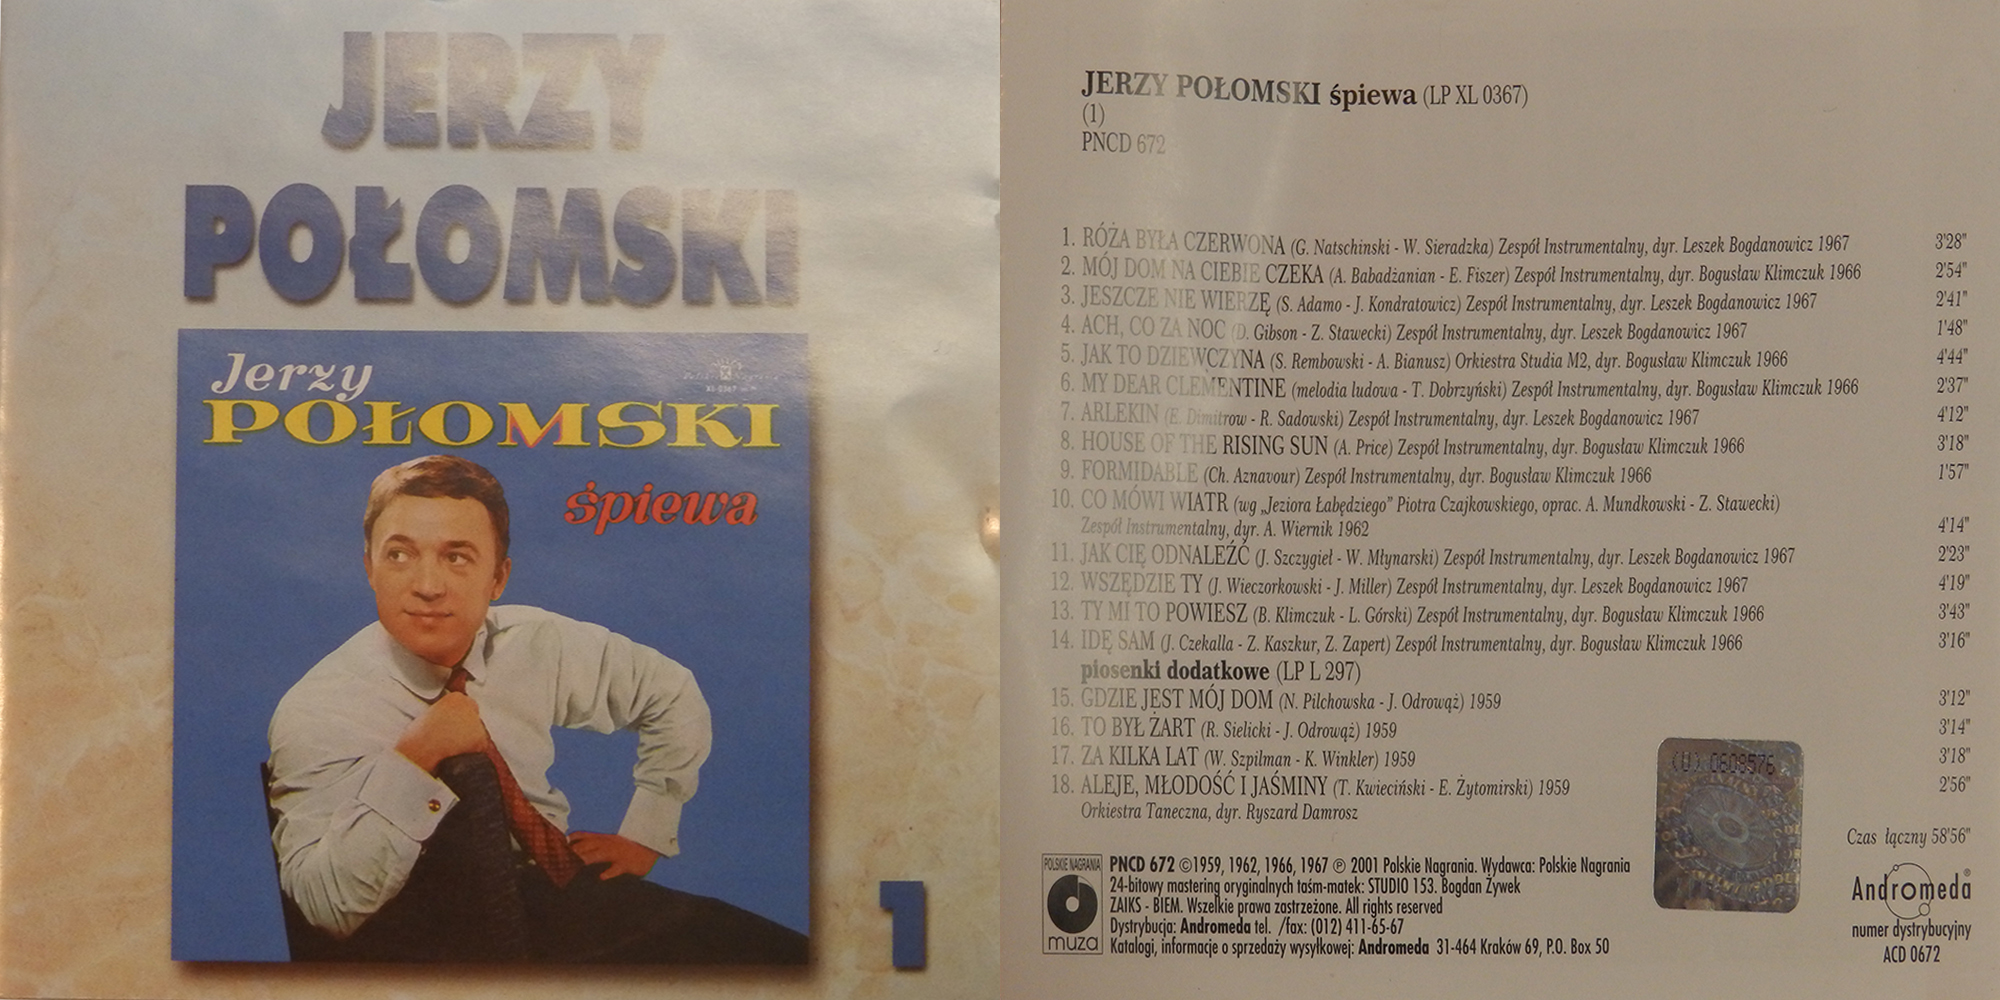 JERZY
POŁOMSKI
Jerzy
POŁOMSKI
śpiewa
1
JERZY POŁOMSKI śpiewa (LP XL 0367)
(1)
PNCD 672
1. RÓŻA BYŁA CZERWONA (G. Natschinski - W. Sieradzka) Zespół Instrumentalny, dyr. Leszek Bogdanowicz 1967 3'28"
2. MÓJ DOM NA CIEBIE CZEKA (A. Babadżanian - E. Fiszer) Zespół Instrumentalny, dyr. Bogusław Klimczuk 1966 2'54"
3. JESZCZE NIE WIERZĘ (S. Adamo - J. Kondratowicz) Zespół Instrumentalny, dyr. Leszek Bogdanowicz 1967 2'41"
4. ACH, CO ZA NOC (D. Gibson - Z. Stawecki) Zespół Instrumentalny, dyr. Leszek Bogdanowicz 1967 1'48"
5. JAK TO DZIEWCZYNA (S. Rembowski - A. Bianusz) Orkiestra Studia M2, dyr. Bogusław Klimczuk 1966 4'44"
6. MY DEAR CLEMENTINE (melodia ludowa - T. Dobrzyński) Zespół Instrumentalny, dyr. Bogusław Klimczuk 1966 2'37"
7. ARLEKIN (E. Dimitrow - R. Sadowski) Zespół Instrumentalny, dyr. Leszek Bogdanowicz 1967 4'12"
8. HOUSE OF THE RISING SUN (A. Price) Zespół Instrumentalny, dyr. Bogusław Klimczuk 1966 3'18"
9. FORMIDABLE (Ch. Aznavour) Zespół Instrumentalny, dyr. Bogusław Klimczuk 1966 1'57"
10. CO MÓWI WIATR (wg „Jeziora Łabędziego” Piotra Czajkowskiego, oprac. A. Mundkowski - Z. Stawecki)
Zespół Instrumentalny, dyr. A. Wiernik 1962 4'14"
11. JAK CIĘ ODNALEŹĆ (J. Szczygieł - W. Młynarski) Zespół Instrumentalny, dyr. Leszek Bogdanowicz 1967 2'23"
12. WSZĘDZIE TY (J. Wieczorkowski - J. Miller) Zespół Instrumentalny, dyr. Leszek Bogdanowicz 1967 4'19"
13. TY MI TO POWIESZ (B. Klimczuk - L. Górski) Zespół Instrumentalny, dyr. Bogusław Klimczuk 1966 3'43"
14. IDĘ SAM (J. Czekalla - Z. Kaszkur, Z. Zapert) Zespół Instrumentalny, dyr. Bogusław Klimczuk 1966 3'16"
piosenki dodatkowe (LP L 297)
15. GDZIE JEST MÓJ DOM (N. Pilchowska - J. Odrowąż) 1959 3'12"
16. TO BYŁ ŻART (R. Sielicki - J. Odrowąż) 1959 3'14"
17. ZA KILKA LAT (W. Szpilman - K. Winkler) 1959 3'18"
18. ALEJE, MŁODOŚĆ I JAŚMINY (T. Kwieciński - E. Żytomirski) 1959 2'56"
Orkiestra Taneczna, dyr. Ryszard Damrosz
(U) 0608576
Czas łączny 58'56"
POLSKIE NAGRANIA
muza
PNCD 672 ©1959, 1962, 1966, 1967 ℗ 2001 Polskie Nagrania. Wydawca: Polskie Nagrania
24-bitowy mastering oryginalnych taśm-matek: STUDIO 153. Bogdan Żywek
ZAIKS - BIEM. Wszelkie prawa zastrzeżone. All rights reserved
Dystrybucja: Andromeda tel. /fax: (012) 411-65-67
Katalogi, informacje o sprzedaży wysyłkowej: Andromeda 31-464 Kraków 69, P.O. Box 50
Andromeda®
numer dystrybucyjny
ACD 0672